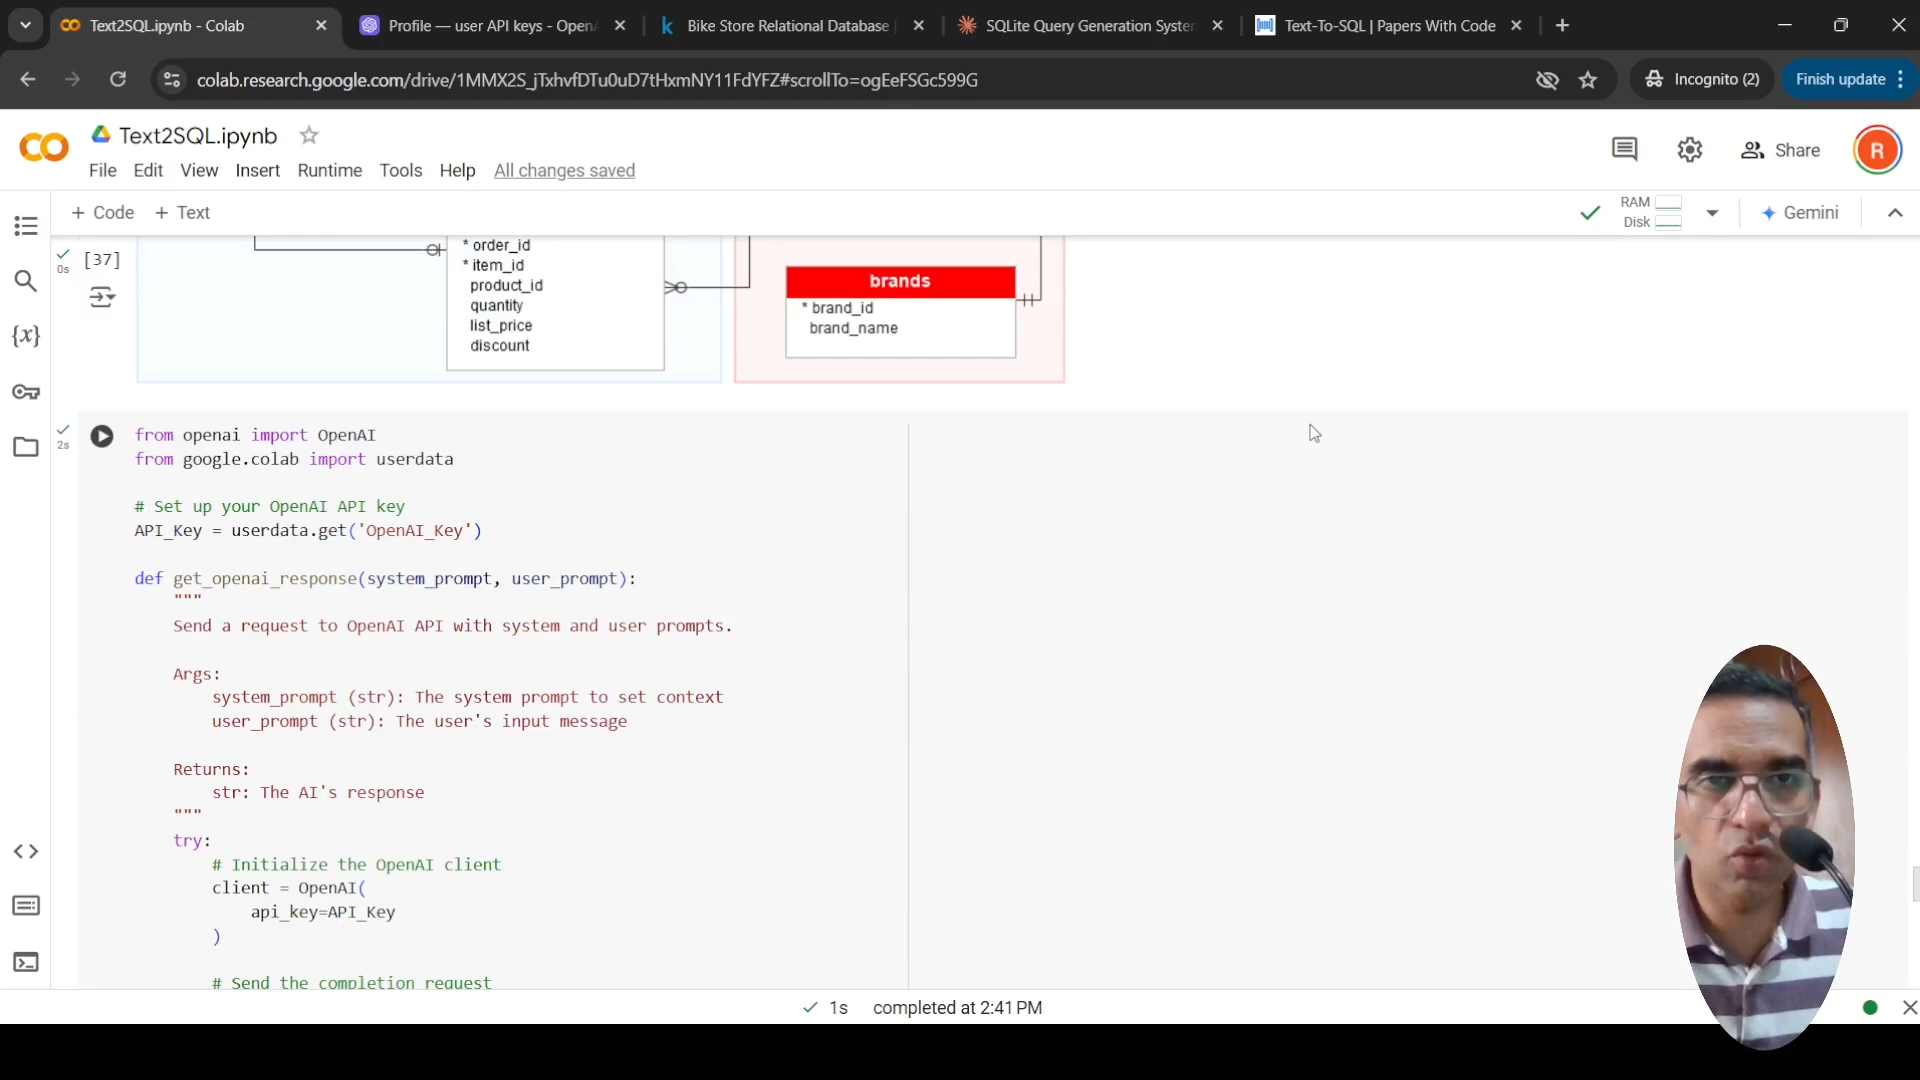 Text2SQL.ipynb - Colab
Profile — user API keys - OpenA
Bike Store Relational Database |
SQLite Query Generation System
Text-To-SQL | Papers With Code
colab.research.google.com/drive/1MMX2S_jTxhvfDTu0uD7tHxmNY11FdYFZ#scrollTo=ogEeFSGc599G
Incognito (2)
Finish update
CO
Text2SQL.ipynb
File Edit View Insert Runtime Tools Help All changes saved
Share
R
+ Code + Text
RAM
Disk
Gemini
0s
[37]
* order_id
* item_id
product_id
quantity
list_price
discount
brands
* brand_id
brand_name
{x}
2s
from openai import OpenAI
from google.colab import userdata
# Set up your OpenAI API key
API_Key = userdata.get('OpenAI_Key')
def get_openai_response(system_prompt, user_prompt):
"""
Send a request to OpenAI API with system and user prompts.
Args:
system_prompt (str): The system prompt to set context
user_prompt (str): The user's input message
Returns:
str: The AI's response
"""
try:
# Initialize the OpenAI client
client = OpenAI(
api_key=API_Key
)
# Send the completion request
1s completed at 2:41 PM